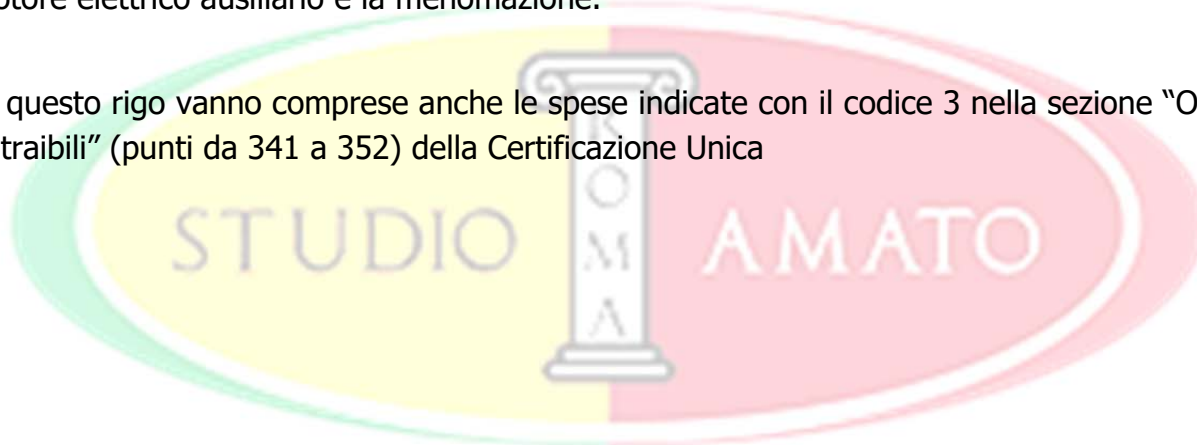 otore elettrico ausiliario e la menomazione.
questo rigo vanno comprese anche le spese indicate con il codice 3 nella sezione “O
traibili” (punti da 341 a 352) della Certificazione Unica
STUDIO ROMA AMATO